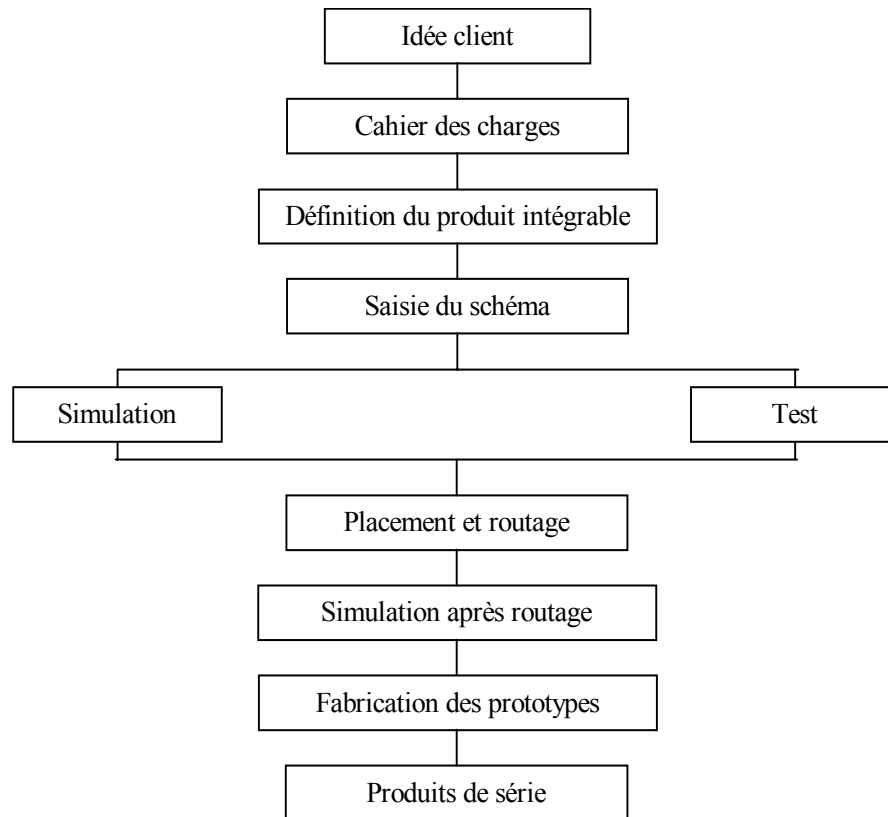 Idée client
Cahier des charges
Définition du produit intégrable
Saisie du schéma
Simulation
Test
Placement et routage
Simulation après routage
Fabrication des prototypes
Produits de série